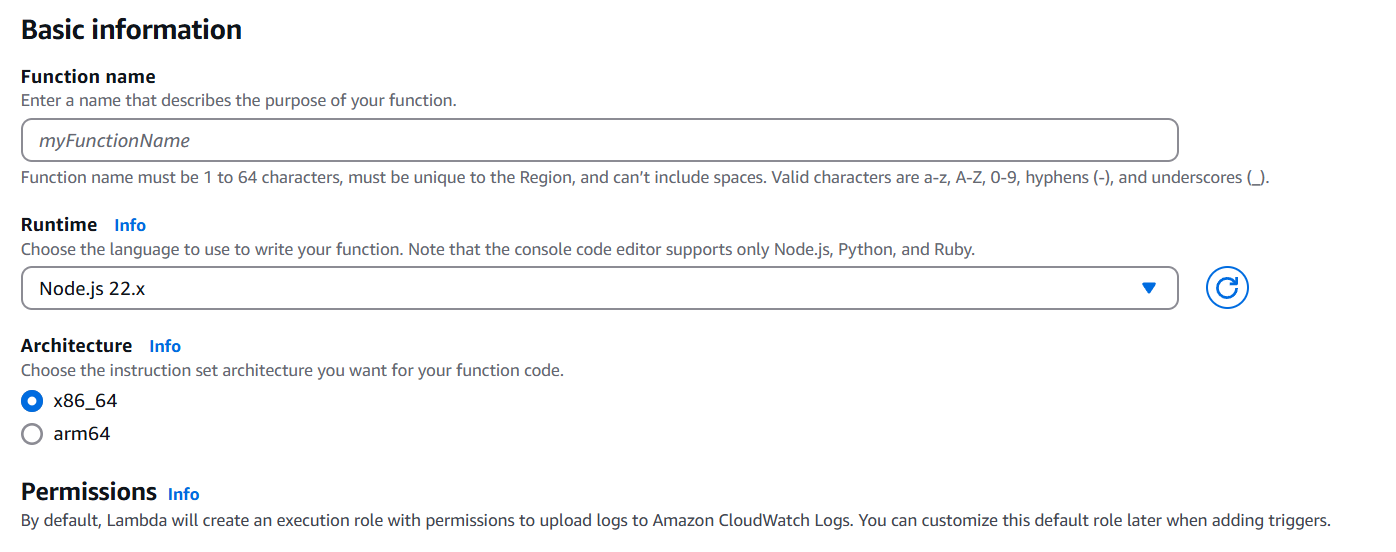 Basic information
Function name
Enter a name that describes the purpose of your function.
myFunctionName
Function name must be 1 to 64 characters, must be unique to the Region, and can’t include spaces. Valid characters are a-z, A-Z, 0-9, hyphens (-), and underscores (_).
Runtime Info
Choose the language to use to write your function. Note that the console code editor supports only Node.js, Python, and Ruby.
Node.js 22.x
Architecture Info
Choose the instruction set architecture you want for your function code.
x86_64
arm64
Permissions Info
By default, Lambda will create an execution role with permissions to upload logs to Amazon CloudWatch Logs. You can customize this default role later when adding triggers.